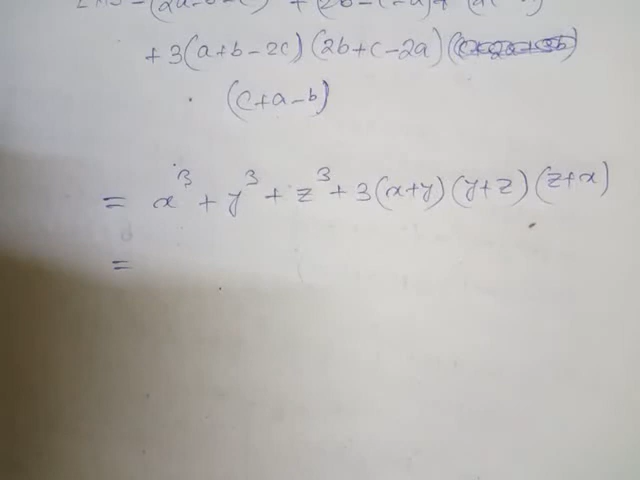 + 3(a+b-2c)(2b+c-2a)
(c+a-b)
= x³ + y³ + z³ + 3(x+y)(y+z)(z+x)
=